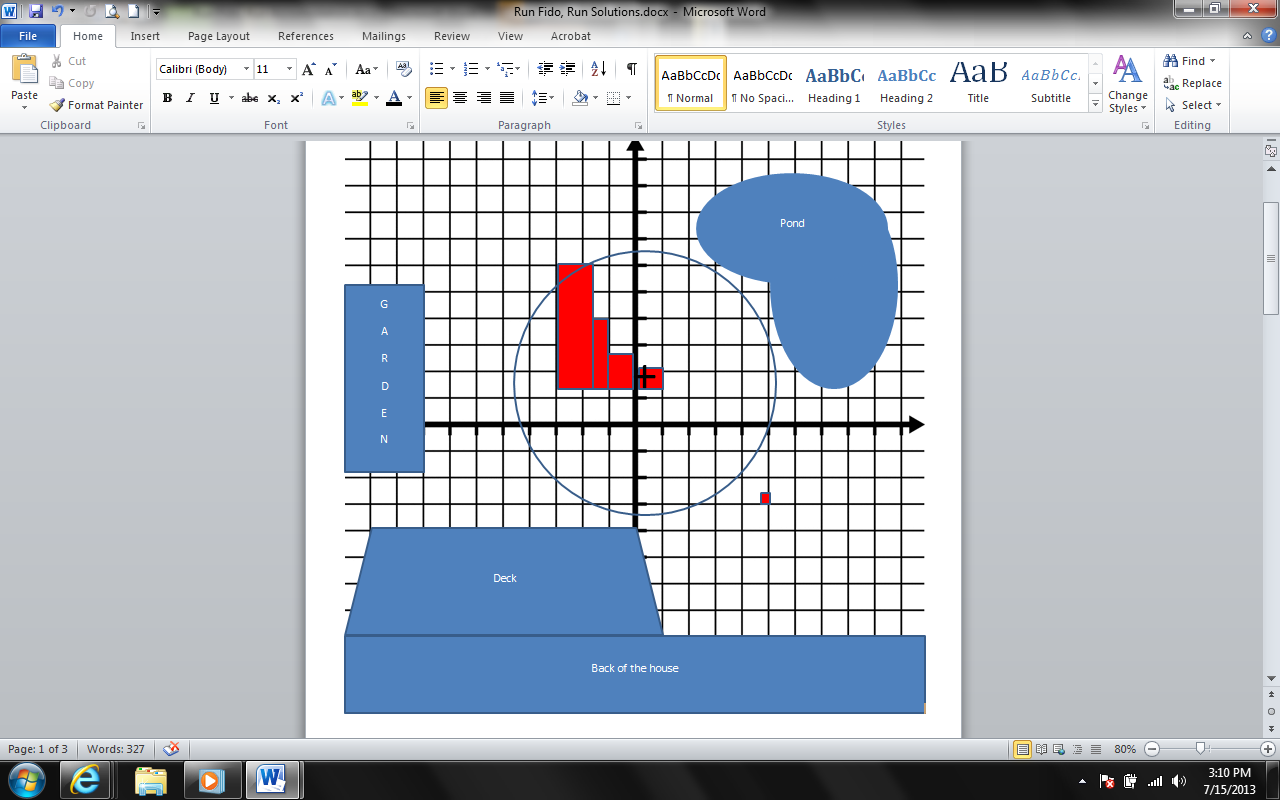 Run Fido, Run Solutions.docx - Microsoft Word
File Home Insert Page Layout References Mailings Review View Acrobat
Paste
Cut
Copy
Format Painter
Clipboard
Calibri (Body) 11
Font
Paragraph
AaBbCcDc
¶ Normal
AaBbCcDc
¶ No Spaci...
AaBbCc
Heading 1
AaBbCc
Heading 2
AaB
Title
AaBbCc.
Subtitle
Styles
Change
Styles
Find
Replace
Select
Editing
Pond
G
A
R
D
E
N
Deck
Back of the house
Page: 1 of 3 Words: 327 80%
3:10 PM
7/15/2013